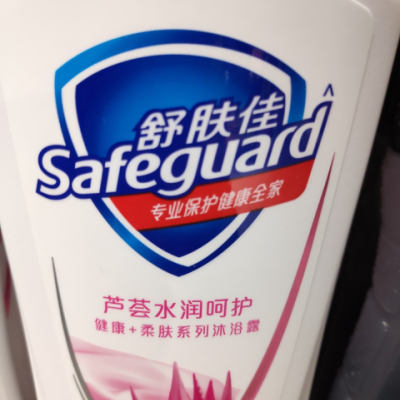 舒肤佳
Safeguard
专业保护健康全家
芦荟水润呵护
健康+柔肤系列沐浴露